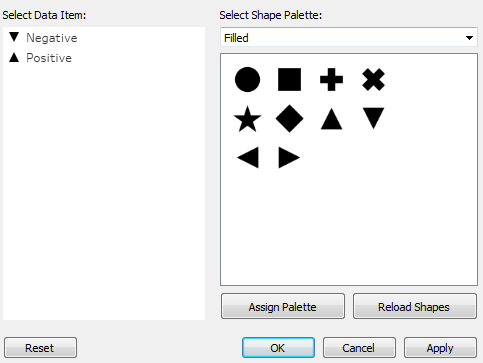 Select Data Item:
Negative
Positive
Select Shape Palette:
Filled
Assign Palette
Reload Shapes
Reset
OK
Cancel
Apply